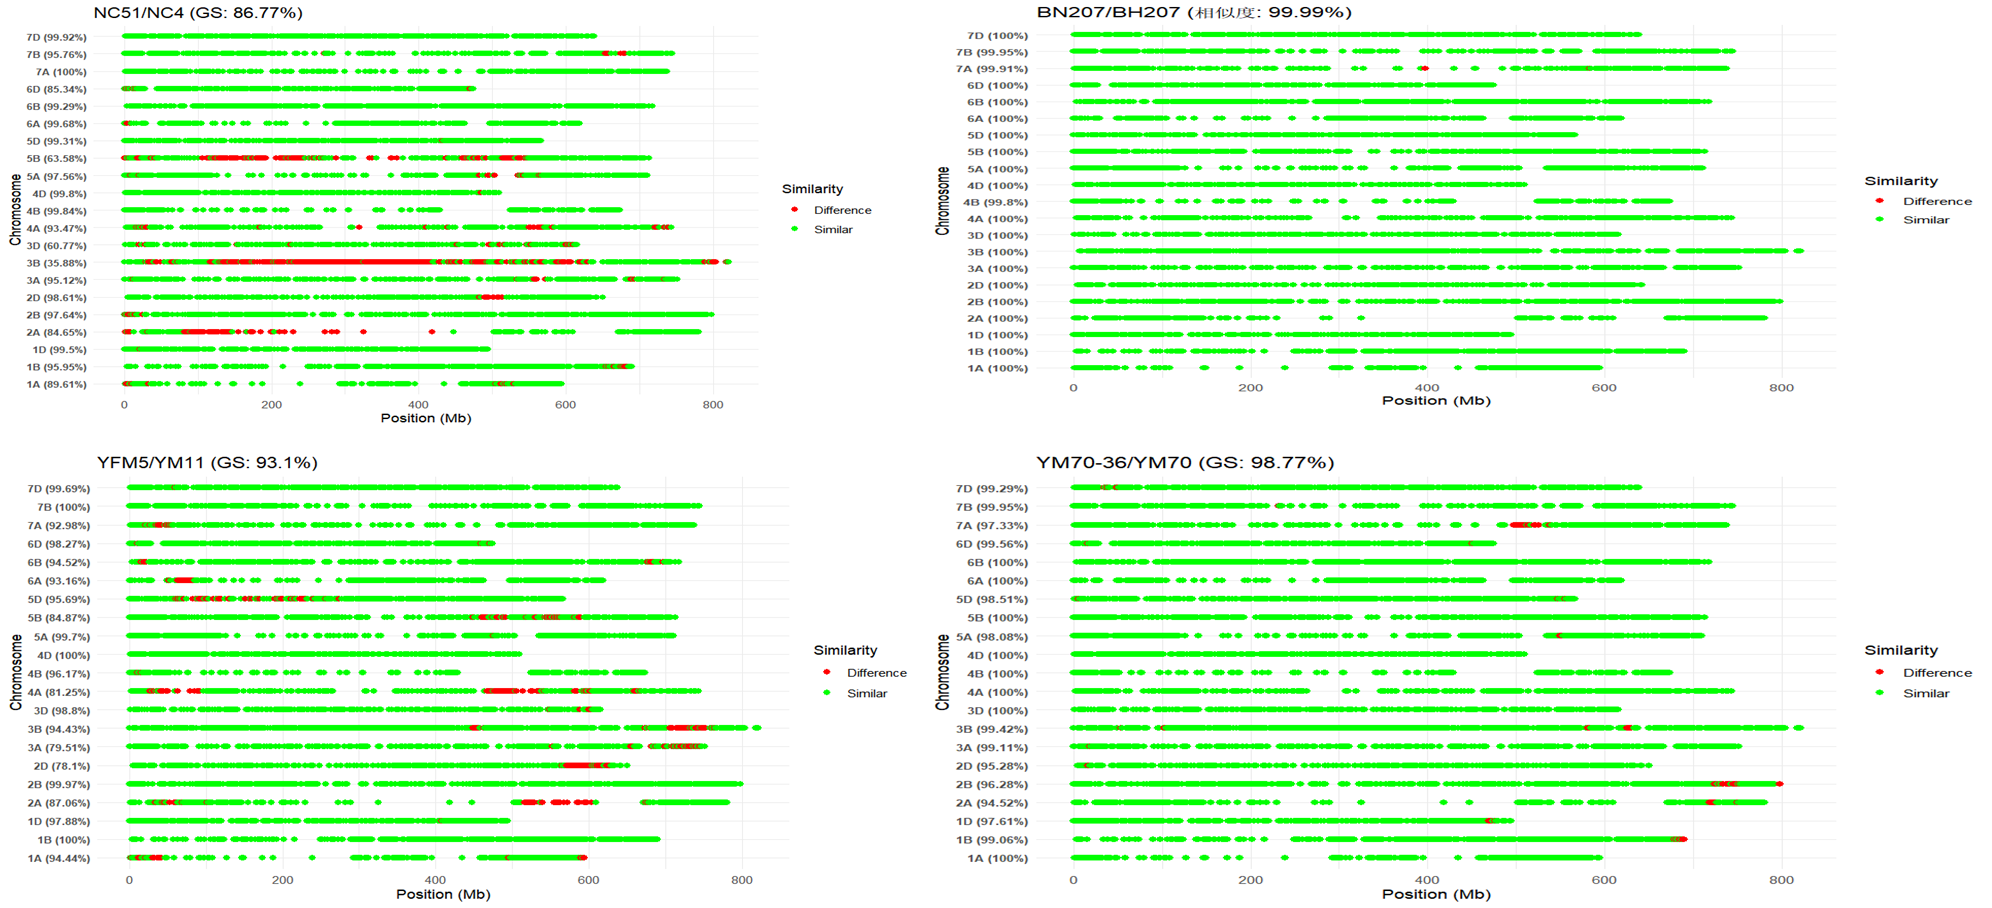 NC51/NC4 (GS: 86.77%)
7D (99.92%)
7B (95.76%)
7A (100%)
6D (85.34%)
6B (99.29%)
6A (99.68%)
5D (99.31%)
5B (63.58%)
5A (97.56%)
4D (99.8%)
4B (99.84%)
4A (93.47%)
3D (60.77%)
3B (35.88%)
3A (95.12%)
2D (98.61%)
2B (97.64%)
2A (84.65%)
1D (99.5%)
1B (95.95%)
1A (89.61%)
Chromosome
0 200 400 600 800
Position (Mb)
Similarity
Difference
Similar
BN207/BH207 (相似度: 99.99%)
7D (100%)
7B (99.95%)
7A (99.91%)
6D (100%)
6B (100%)
6A (100%)
5D (100%)
5B (100%)
5A (100%)
4D (100%)
4B (99.8%)
4A (100%)
3D (100%)
3B (100%)
3A (100%)
2D (100%)
2B (100%)
2A (100%)
1D (100%)
1B (100%)
1A (100%)
Chromosome
0 200 400 600 800
Position (Mb)
Similarity
Difference
Similar
YFM5/YM11 (GS: 93.1%)
7D (99.69%)
7B (100%)
7A (92.98%)
6D (98.27%)
6B (94.52%)
6A (93.16%)
5D (95.69%)
5B (84.87%)
5A (99.7%)
4D (100%)
4B (96.17%)
4A (81.25%)
3D (98.8%)
3B (94.43%)
3A (79.51%)
2D (78.1%)
2B (99.97%)
2A (87.06%)
1D (97.88%)
1B (100%)
1A (94.44%)
Chromosome
0 200 400 600 800
Position (Mb)
Similarity
Difference
Similar
YM70-36/YM70 (GS: 98.77%)
7D (99.29%)
7B (99.95%)
7A (97.33%)
6D (99.56%)
6B (100%)
6A (100%)
5D (98.51%)
5B (100%)
5A (98.08%)
4D (100%)
4B (100%)
4A (100%)
3D (100%)
3B (99.42%)
3A (99.11%)
2D (95.28%)
2B (96.28%)
2A (94.52%)
1D (97.61%)
1B (99.06%)
1A (100%)
Chromosome
0 200 400 600 800
Position (Mb)
Similarity
Difference
Similar